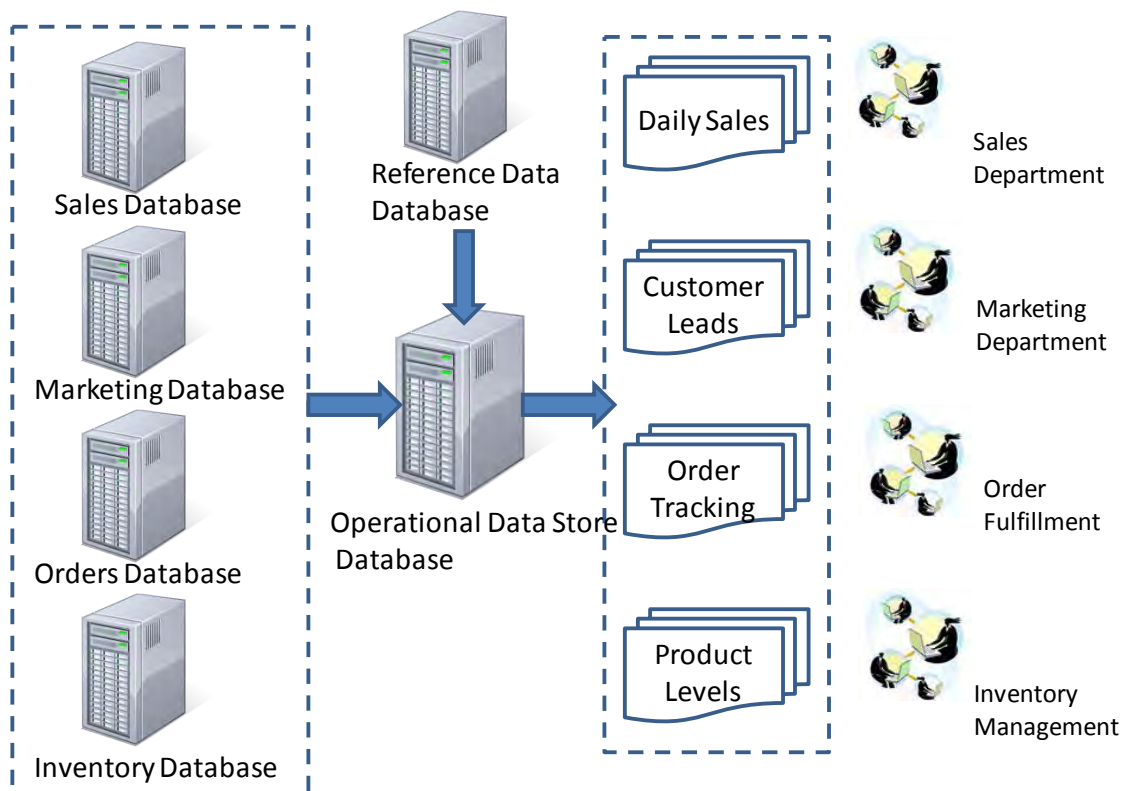 Sales Database
Marketing Database
Orders Database
Inventory Database
Reference Data
Database
Operational Data Store
Database
Daily Sales
Customer
Leads
Order
Tracking
Product
Levels
Sales
Department
Marketing
Department
Order
Fulfillment
Inventory
Management